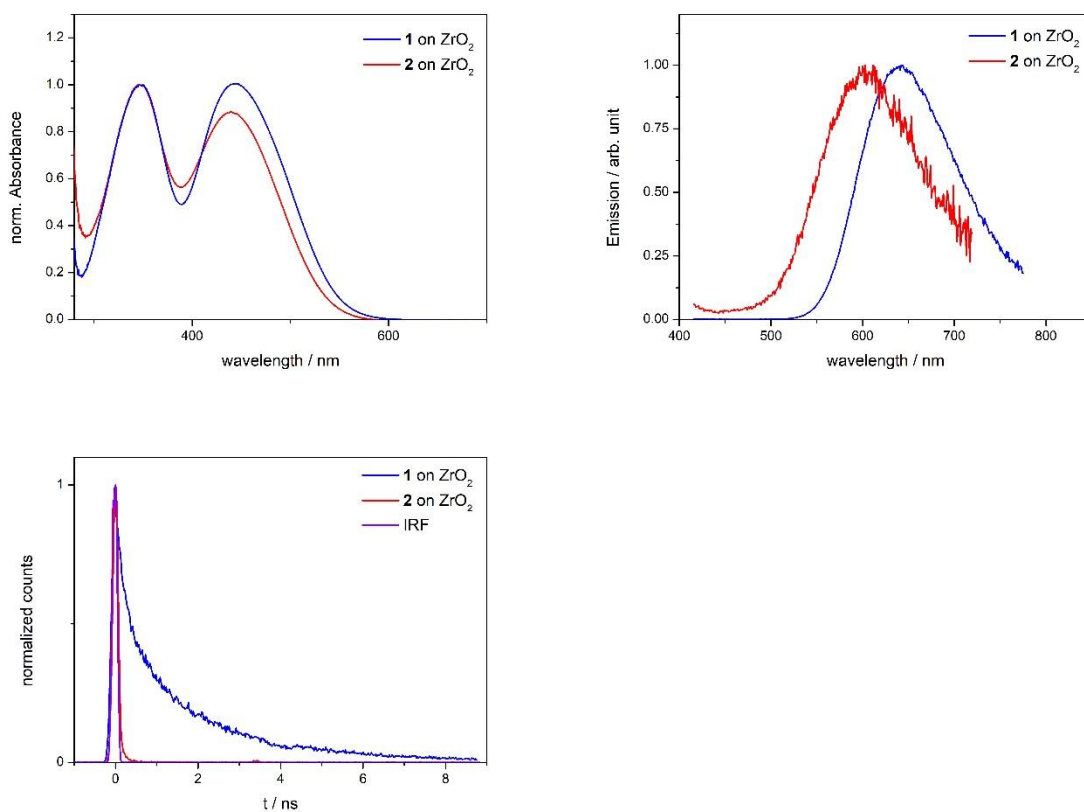 norm. Absorbance
1.2
1.0
0.8
0.6
0.4
0.2
0.0
400
600
wavelength / nm
1 on ZrO₂
2 on ZrO₂
Emission / arb. unit
1.00
0.75
0.50
0.25
0.00
400
500
600
700
800
wavelength / nm
1 on ZrO₂
2 on ZrO₂
normalized counts
1
0
0
2
4
6
8
t / ns
1 on ZrO₂
2 on ZrO₂
IRF